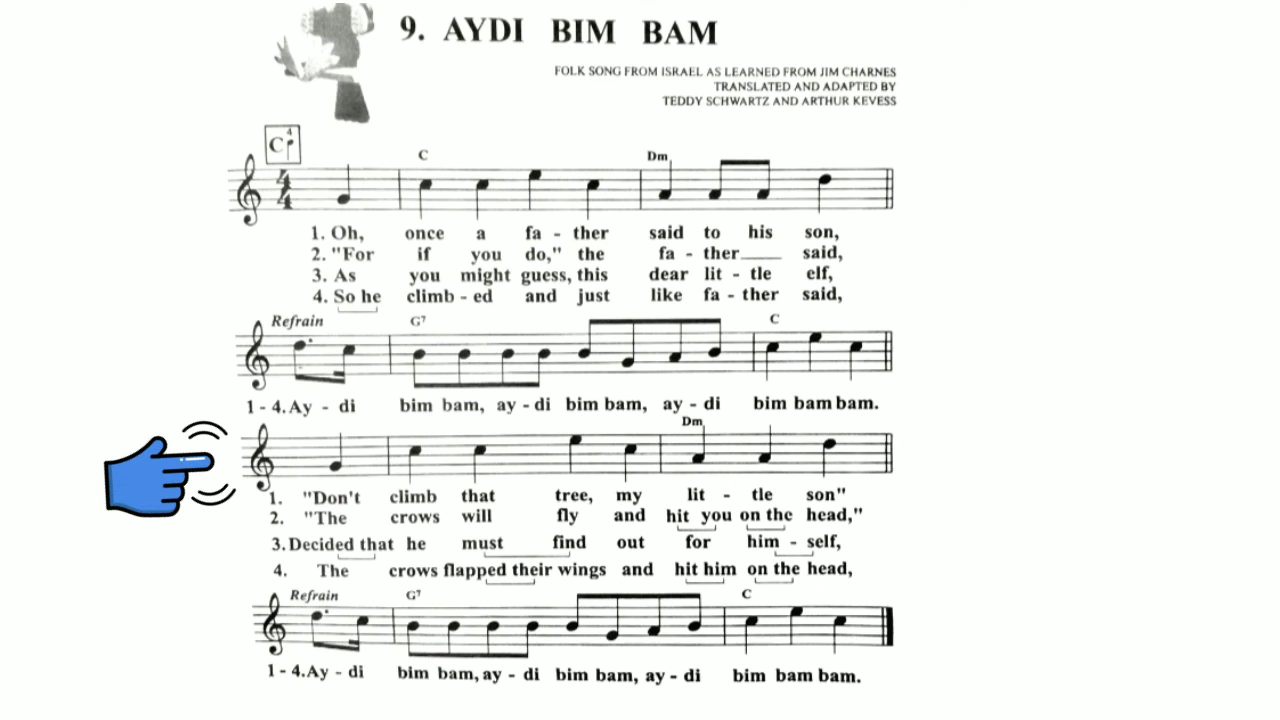 9. AYDI BIM BAM
FOLK SONG FROM ISRAEL AS LEARNED FROM JIM CHARNES
TRANSLATED AND ADAPTED BY
TEDDY SCHWARTZ AND ARTHUR KEVESS
C 4
C Dm
4
4
1. Oh, once a fa - ther said to his son,
2. "For if you do," the fa - ther____ said,
3. As you might guess, this dear lit - tle elf,
4. So he climb - ed and just like fa - ther said,
Refrain G7 C
1 - 4. Ay - di bim bam, ay - di bim bam, ay - di bim bam bam.
Dm
1. "Don't climb that tree, my lit - tle son"
2. "The crows will fly and hit you on the head,"
3. Decided that he must find out for him - self,
4. The crows flapped their wings and hit him on the head,
Refrain G7 C
1 - 4. Ay - di bim bam, ay - di bim bam, ay - di bim bam bam.